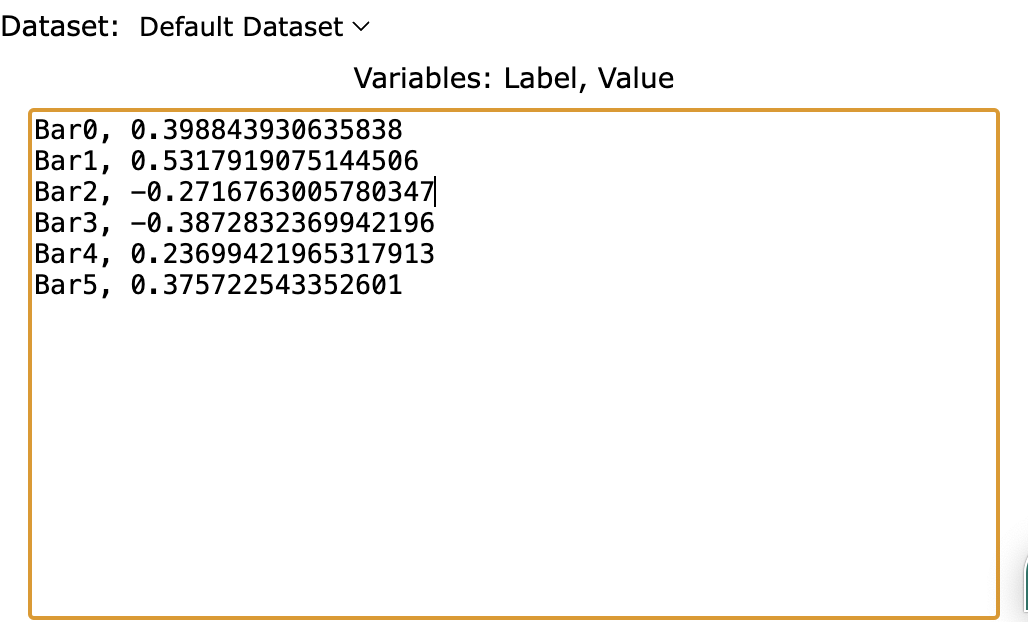 Dataset: Default Dataset
Variables: Label, Value
Bar0, 0.398843930635838
Bar1, 0.5317919075144506
Bar2, -0.2716763005780347
Bar3, -0.3872832369942196
Bar4, 0.23699421965317913
Bar5, 0.375722543352601